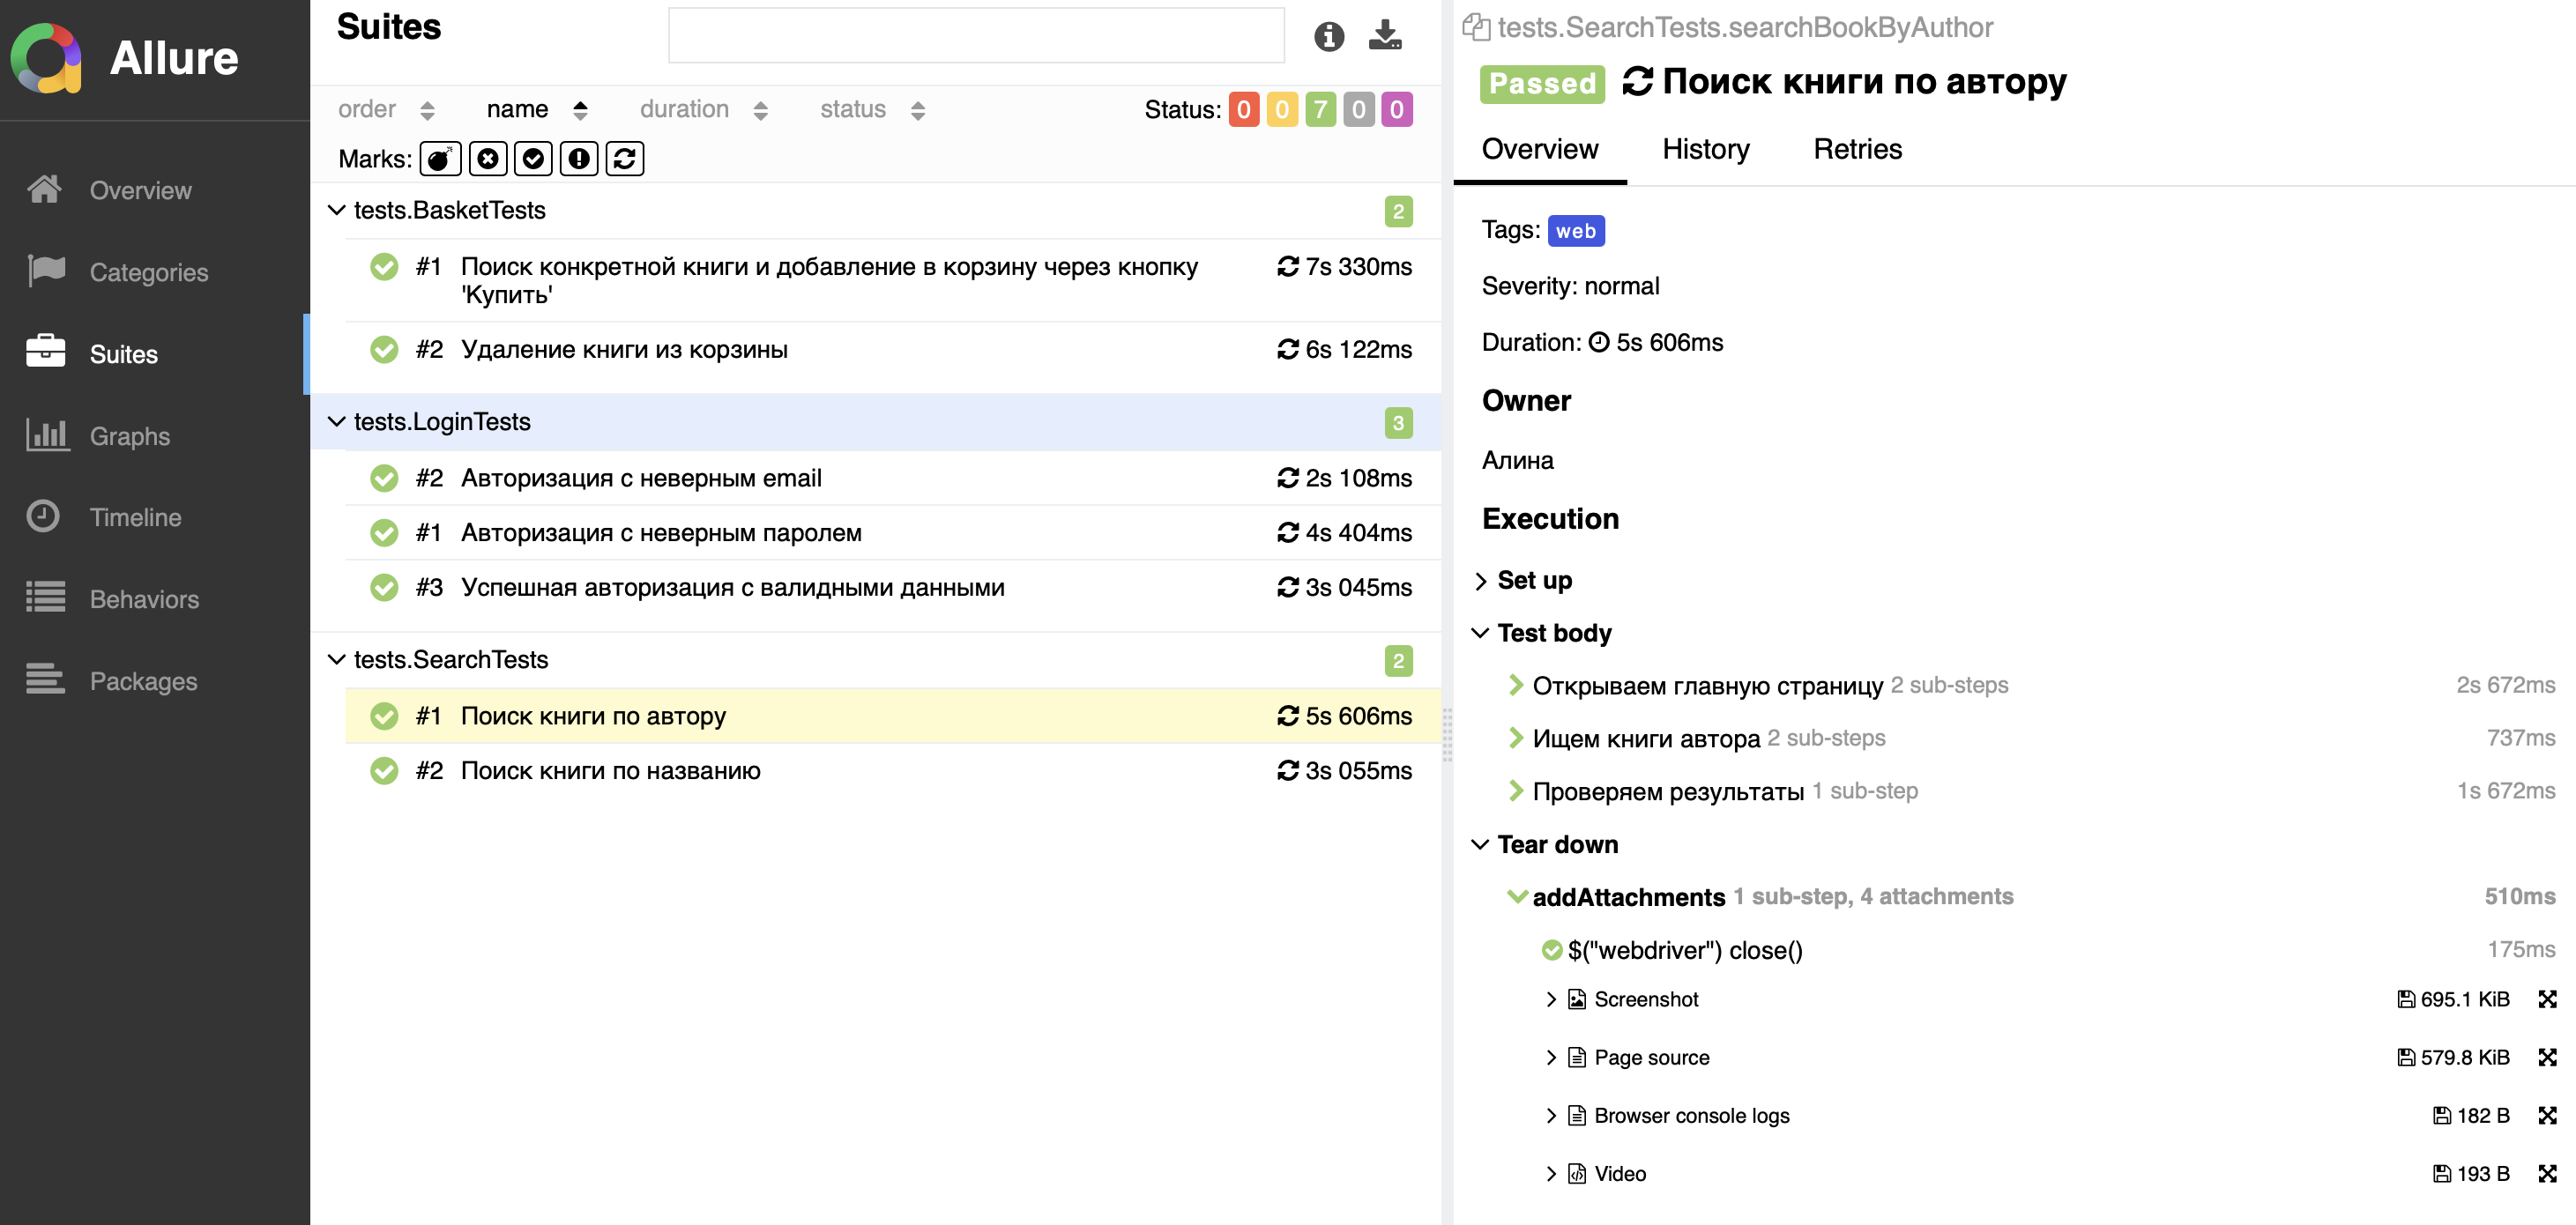 Allure
Overview
Categories
Suites
Graphs
Timeline
Behaviors
Packages
Suites
order name duration status Status: 0 0 7 0 0
Marks:
tests.BasketTests 2
#1 Поиск конкретной книги и добавление в корзину через кнопку 7s 330ms
'Купить'
#2 Удаление книги из корзины 6s 122ms
tests.LoginTests 3
#2 Авторизация с неверным email 2s 108ms
#1 Авторизация с неверным паролем 4s 404ms
#3 Успешная авторизация с валидными данными 3s 045ms
tests.SearchTests 2
#1 Поиск книги по автору 5s 606ms
#2 Поиск книги по названию 3s 055ms
tests.SearchTests.searchBookByAuthor
Passed Поиск книги по автору
Overview History Retries
Tags: web
Severity: normal
Duration: 5s 606ms
Owner
Алина
Execution
Set up
Test body
Открываем главную страницу 2 sub-steps 2s 672ms
Ищем книги автора 2 sub-steps 737ms
Проверяем результаты 1 sub-step 1s 672ms
Tear down
addAttachments 1 sub-step, 4 attachments 510ms
$("webdriver") close() 175ms
Screenshot 695.1 KiB
Page source 579.8 KiB
Browser console logs 182 B
Video 193 B